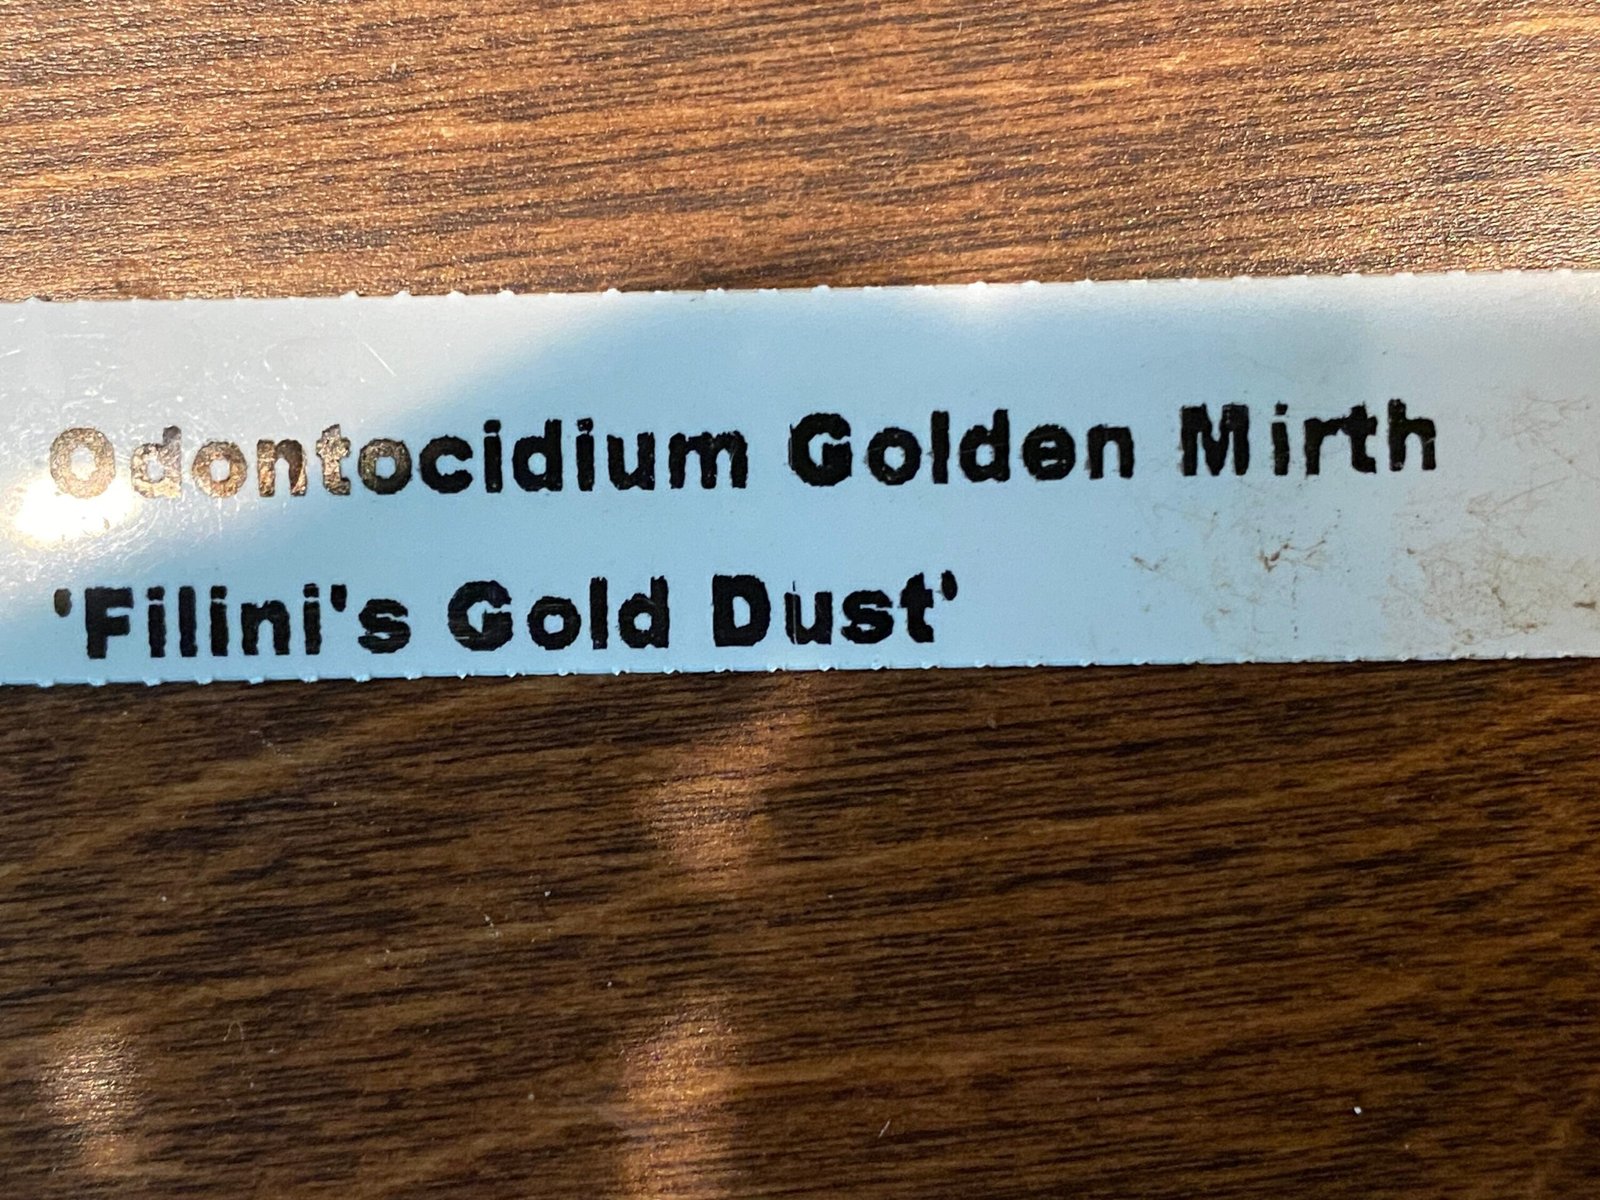 Odontocidium Golden Mirth
'Filini's Gold Dust'